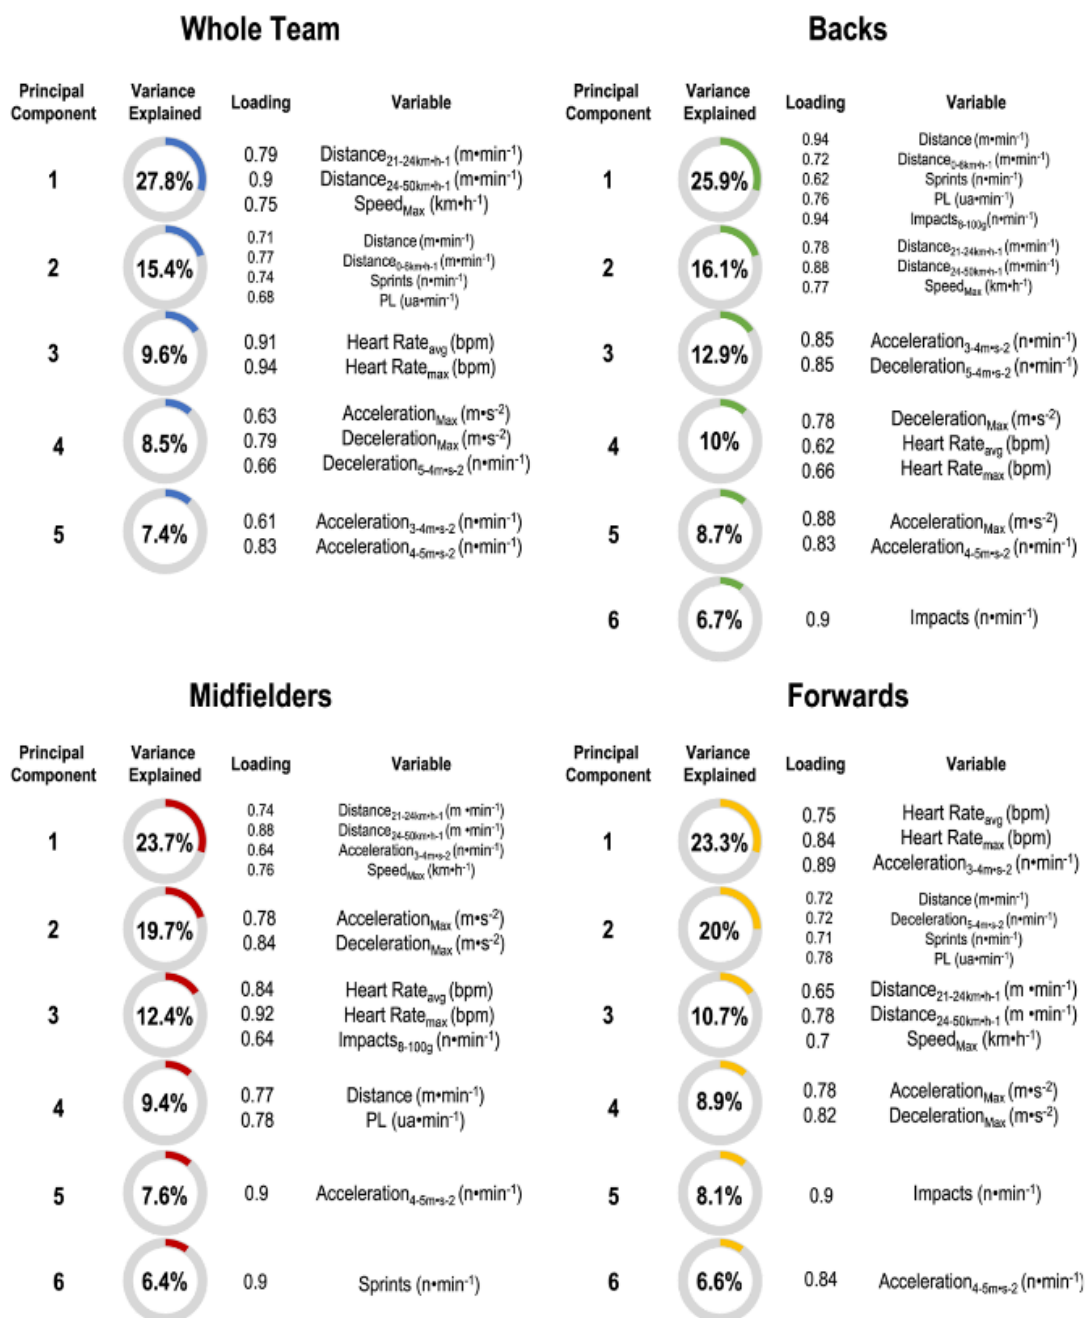 Whole Team
Principal Component Variance Explained Loading Variable
1 27.8%
0.79 Distance21-24km•h-1 (m•min-1)
0.9 Distance24-50km•h-1 (m•min-1)
0.75 SpeedMax (km•h-1)
2 15.4%
0.71 Distance (m•min-1)
0.77 Distance0-6km•h-1 (m•min-1)
0.74 Sprints (n•min-1)
0.68 PL (ua•min-1)
3 9.6%
0.91 Heart Rateavg (bpm)
0.94 Heart Ratemax (bpm)
4 8.5%
0.63 AccelerationMax (m•s-2)
0.79 DecelerationMax (m•s-2)
0.66 Deceleration5-4m•s-2 (n•min-1)
5 7.4%
0.61 Acceleration3-4m•s-2 (n•min-1)
0.83 Acceleration4-5m•s-2 (n•min-1)
Backs
Principal Component Variance Explained Loading Variable
1 25.9%
0.94 Distance (m•min-1)
0.72 Distance0-6km•h-1 (m•min-1)
0.62 Sprints (n•min-1)
0.76 PL (ua•min-1)
0.94 Impacts8-100g(n•min-1)
2 16.1%
0.78 Distance21-24km•h-1 (m•min-1)
0.88 Distance24-50km•h-1 (m•min-1)
0.77 SpeedMax (km•h-1)
3 12.9%
0.85 Acceleration3-4m•s-2 (n•min-1)
0.85 Deceleration5-4m•s-2 (n•min-1)
4 10%
0.78 DecelerationMax (m•s-2)
0.62 Heart Rateavg (bpm)
0.66 Heart Ratemax (bpm)
5 8.7%
0.88 AccelerationMax (m•s-2)
0.83 Acceleration4-5m•s-2 (n•min-1)
6 6.7%
0.9 Impacts (n•min-1)
Midfielders
Principal Component Variance Explained Loading Variable
1 23.7%
0.74 Distance21-24km•h-1 (m •min-1)
0.88 Distance24-50km•h-1 (m •min-1)
0.64 Acceleration3-4m•s-2 (n•min-1)
0.76 SpeedMax (km•h-1)
2 19.7%
0.78 AccelerationMax (m•s-2)
0.84 DecelerationMax (m•s-2)
3 12.4%
0.84 Heart Rateavg (bpm)
0.92 Heart Ratemax (bpm)
0.64 Impacts8-100g (n•min-1)
4 9.4%
0.77 Distance (m•min-1)
0.78 PL (ua•min-1)
5 7.6%
0.9 Acceleration4-5m•s-2 (n•min-1)
6 6.4%
0.9 Sprints (n•min-1)
Forwards
Principal Component Variance Explained Loading Variable
1 23.3%
0.75 Heart Rateavg (bpm)
0.84 Heart Ratemax (bpm)
0.89 Acceleration3-4m•s-2 (n•min-1)
2 20%
0.72 Distance (m•min-1)
0.72 Deceleration5-4m•s-2 (n•min-1)
0.71 Sprints (n•min-1)
0.78 PL (ua•min-1)
3 10.7%
0.65 Distance21-24km•h-1 (m •min-1)
0.78 Distance24-50km•h-1 (m •min-1)
0.7 SpeedMax (km•h-1)
4 8.9%
0.78 AccelerationMax (m•s-2)
0.82 DecelerationMax (m•s-2)
5 8.1%
0.9 Impacts (n•min-1)
6 6.6%
0.84 Acceleration4-5m•s-2 (n•min-1)